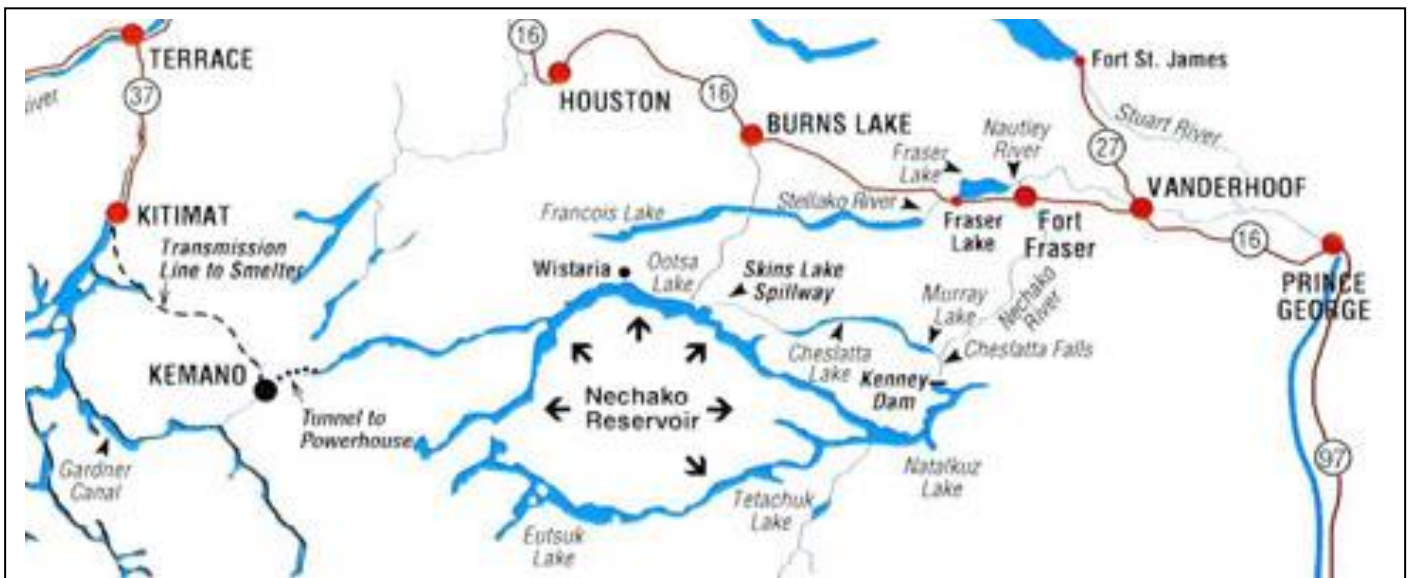 TERRACE
37
16
HOUSTON
16
BURNS LAKE
Fort St. James
Stuart River
Nautley
River
27
Fraser
Lake
VANDERHOOF
KITIMAT
Transmission
Line to Smelter
Francois Lake
Stellako River
Fraser
Lake
Fort
Fraser
16
PRINCE
GEORGE
Wistaria
Ootsa
Lake
Skins Lake
Spillway
Murray
Lake
Nechako
River
Cheslatta
Lake
Cheslatta Falls
Kenney
Dam
KEMANO
Tunnel to
Powerhouse
Nechako
Reservoir
Gardner
Canal
Natalkuz
Lake
Tetachuk
Lake
Eutsuk
Lake
97